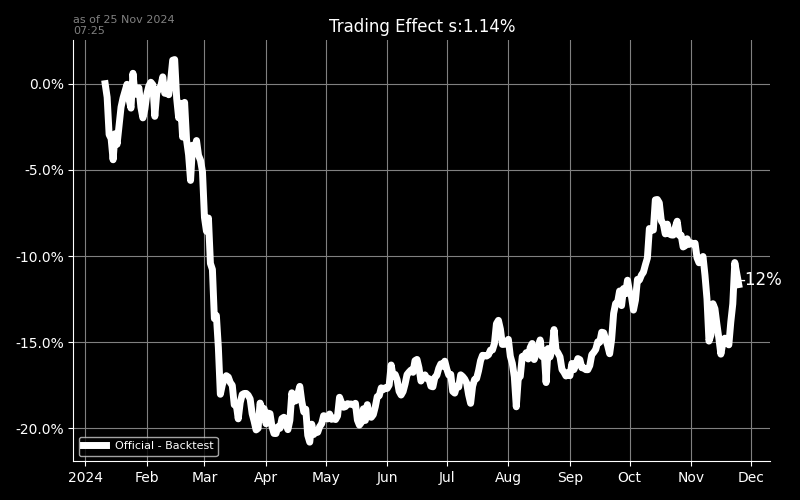 as of 25 Nov 2024
07:25
Trading Effect s:1.14%
0.0%
-5.0%
-10.0%
-12%
-15.0%
-20.0%
Official - Backtest
2024 Feb Mar Apr May Jun Jul Aug Sep Oct Nov Dec